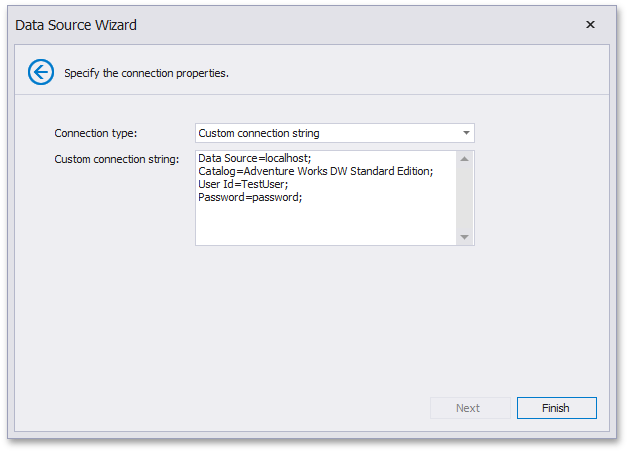 Data Source Wizard
Specify the connection properties.
Connection type: Custom connection string
Custom connection string: Data Source=localhost;
Catalog=Adventure Works DW Standard Edition;
User Id=TestUser;
Password=password;
Next Finish